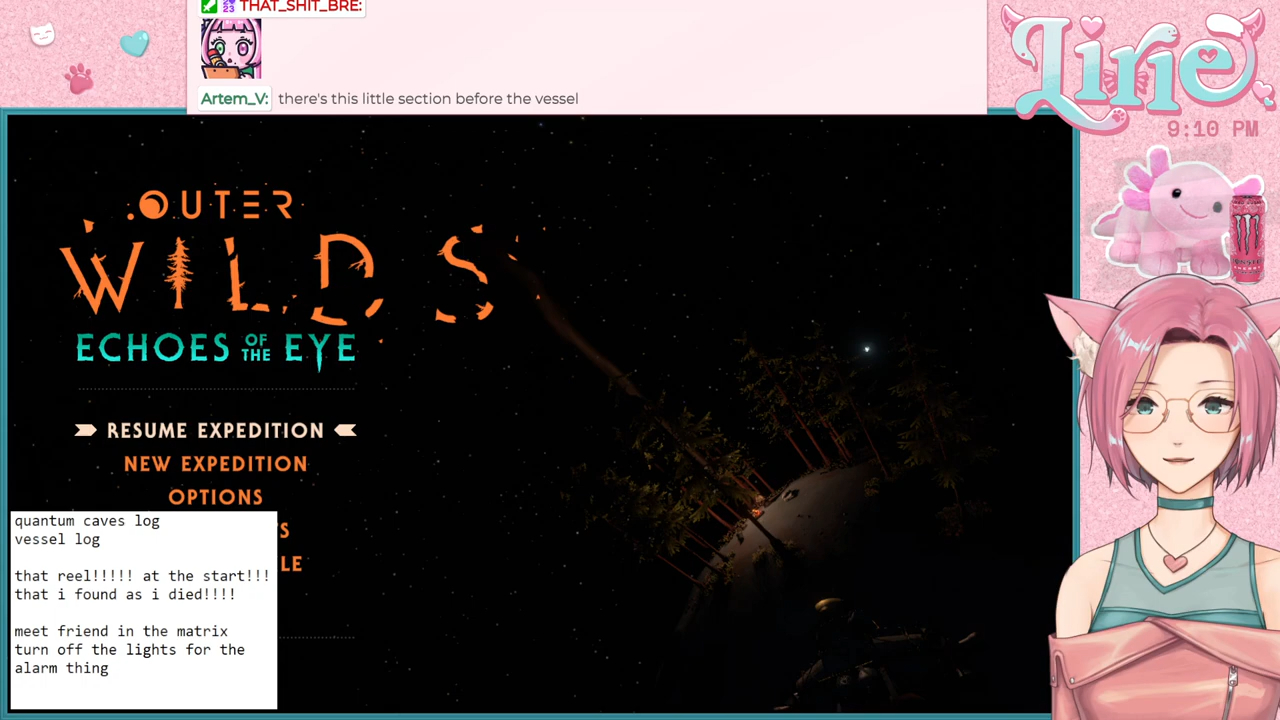 23 THAT_SHIT_BRE:
Artem_V: there's this little section before the vessel
Lirie
9:10 PM
OUTER
WILDS
ECHOES OF THE EYE
RESUME EXPEDITION
NEW EXPEDITION
OPTIONS
S
LE
quantum caves log
vessel log
that reel!!!!! at the start!!!
that i found as i died!!!!
meet friend in the matrix
turn off the lights for the
alarm thing